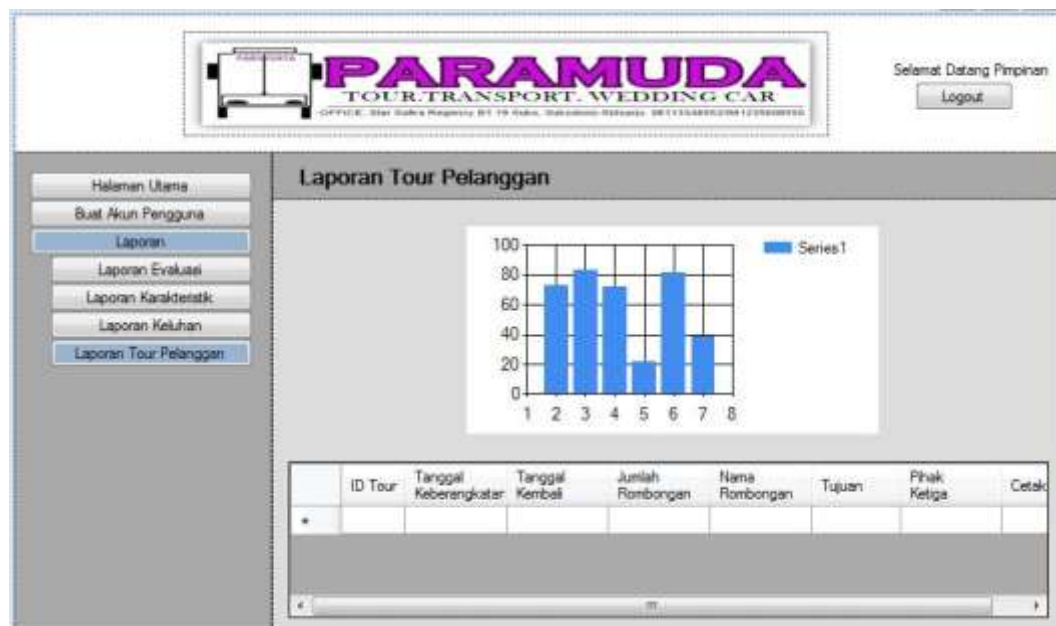 PARAMUDA
TOUR.TRANSPORT. WEDDING CAR
Selamat Datang Pimpinan
Logout
Halaman Utama
Buat Akun Pengguna
Laporan
Laporan Evaluasi
Laporan Karakteristik
Laporan Keluhan
Laporan Tour Pelanggan
Laporan Tour Pelanggan
100
80
60
40
20
0
1 2 3 4 5 6 7 8
Series1
ID Tour
Tanggal
Keberangkatan
Tanggal
Kembali
Jumlah
Rombongan
Nama
Rombongan
Tujuan
Pihak
Ketiga
Cetak
*